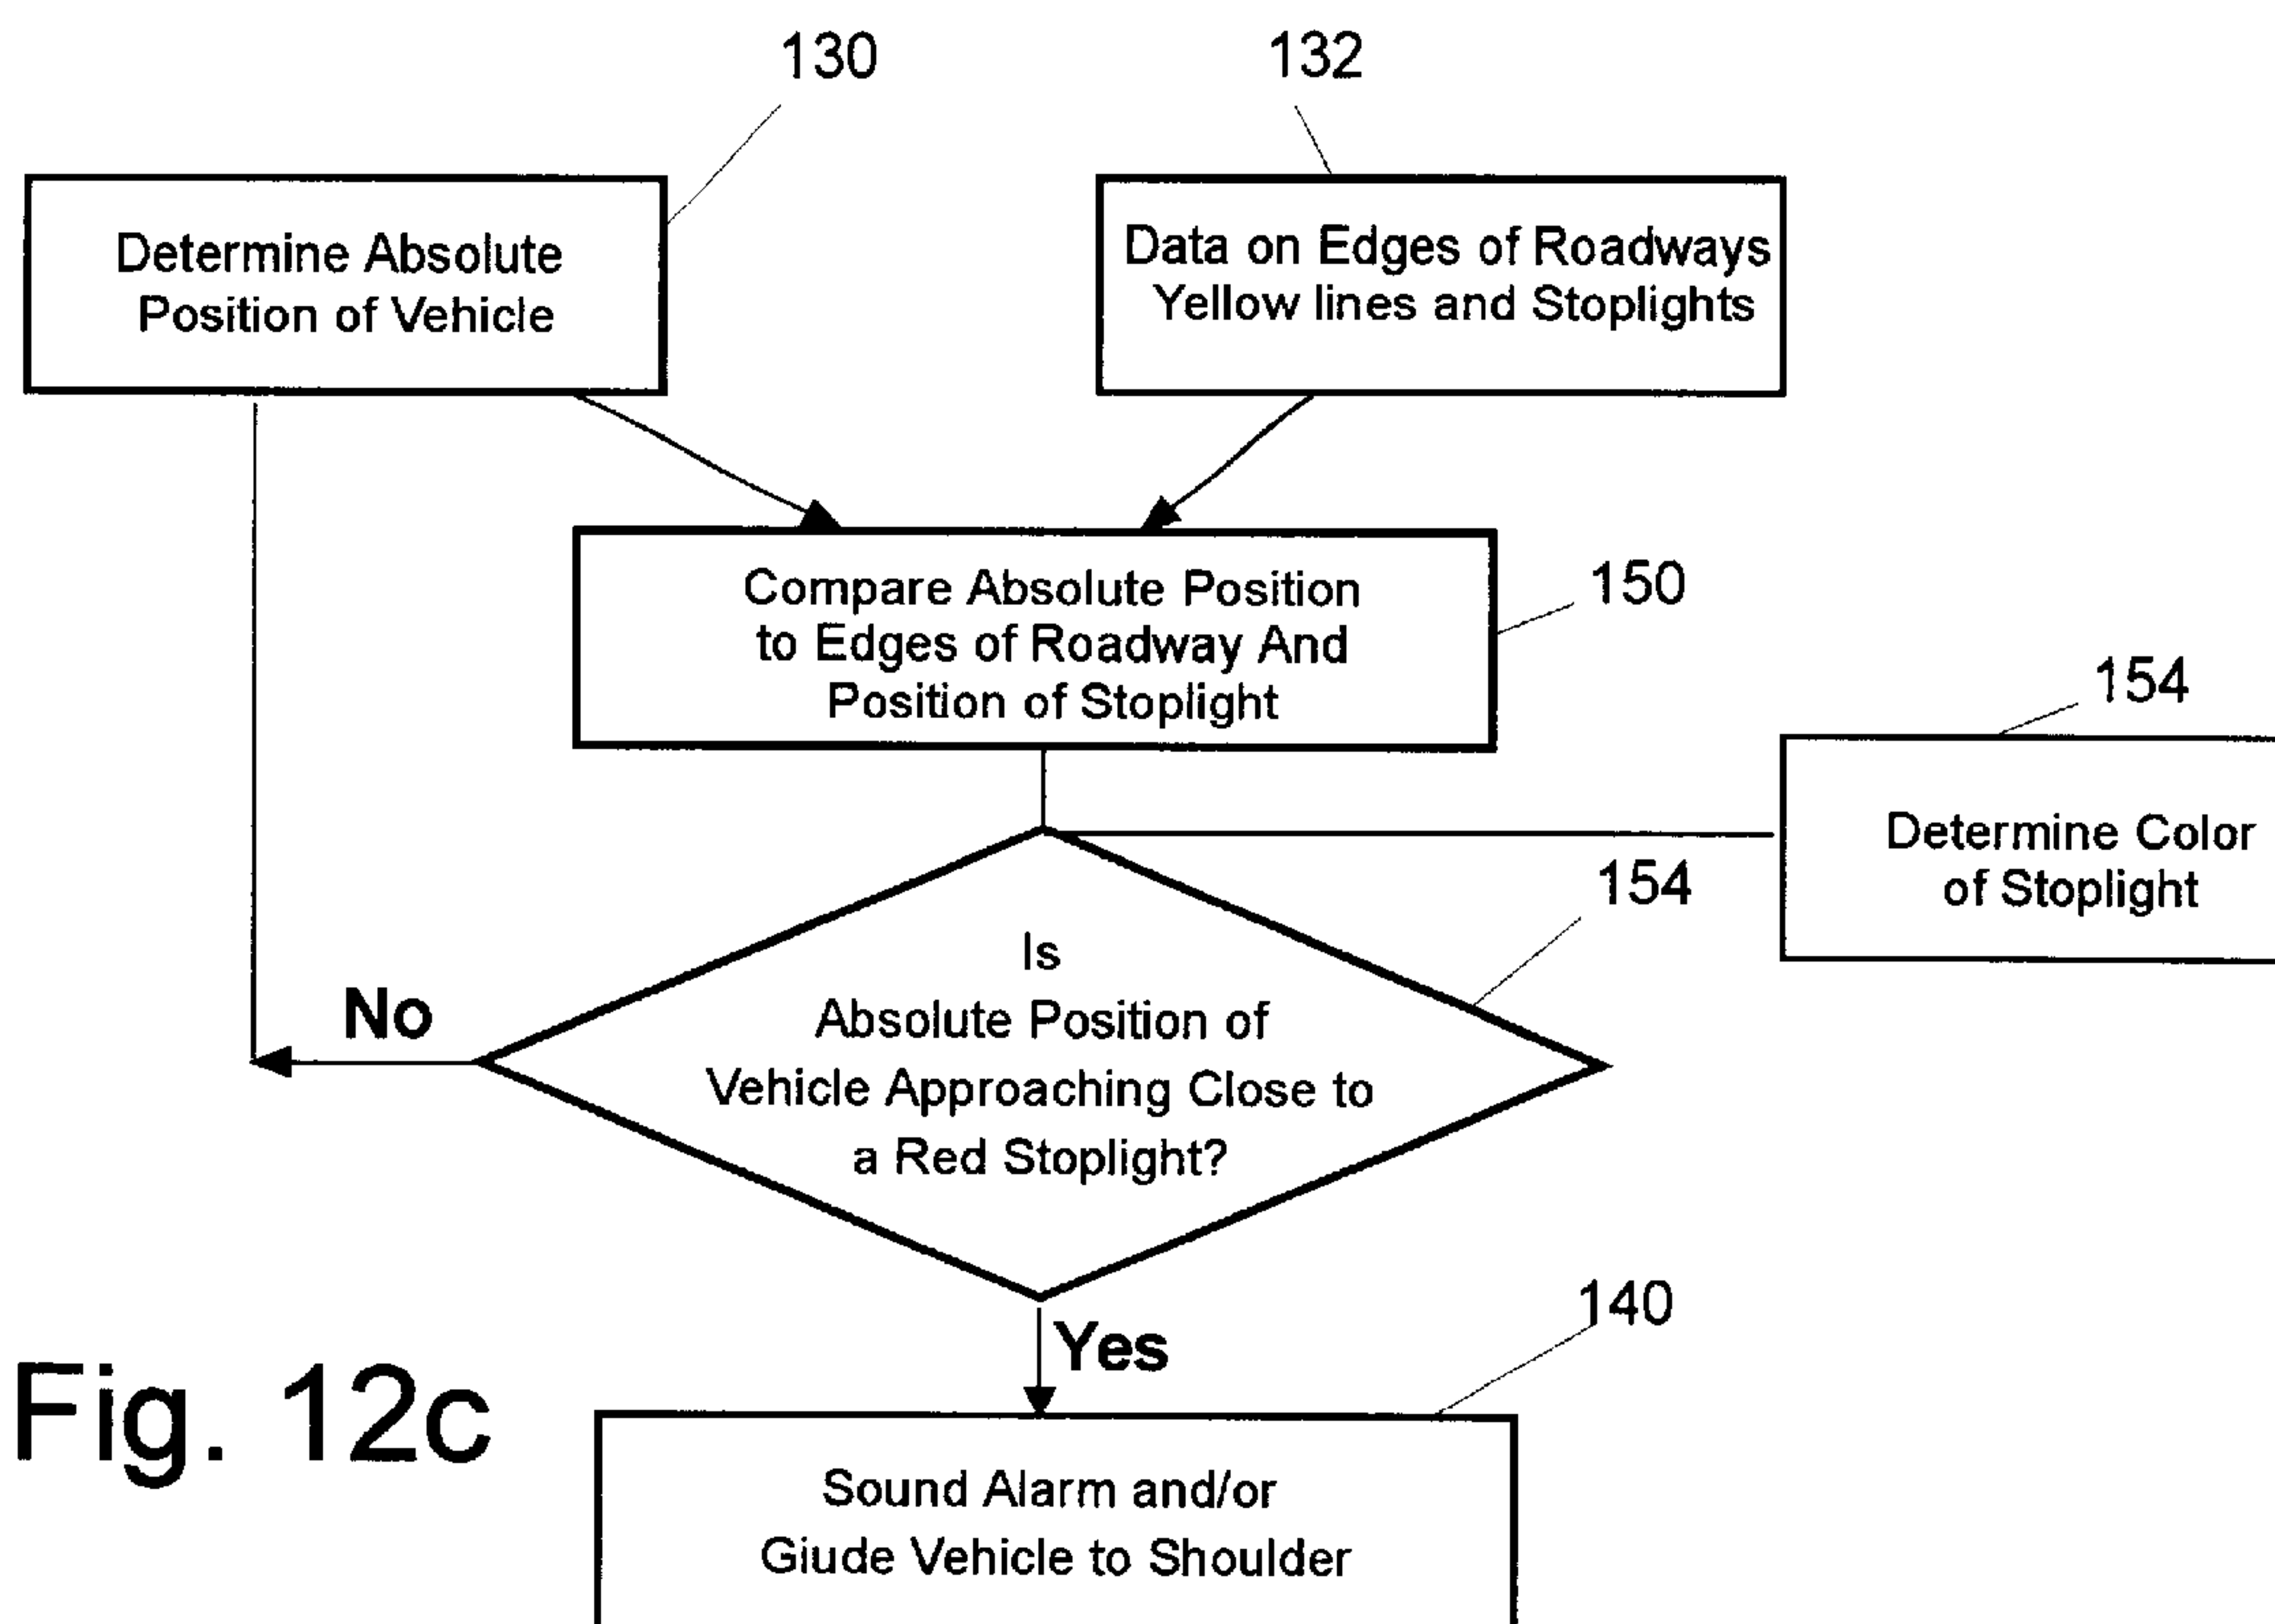 130
132
Determine Absolute
Position of Vehicle
Data on Edges of Roadways
Yellow lines and Stoplights
Compare Absolute Position
to Edges of Roadway And
Position of Stoplight
150
154
Determine Color
of Stoplight
154
Is
Absolute Position of
Vehicle Approaching Close to
a Red Stoplight?
No
Yes
140
Sound Alarm and/or
Giude Vehicle to Shoulder
Fig. 12c